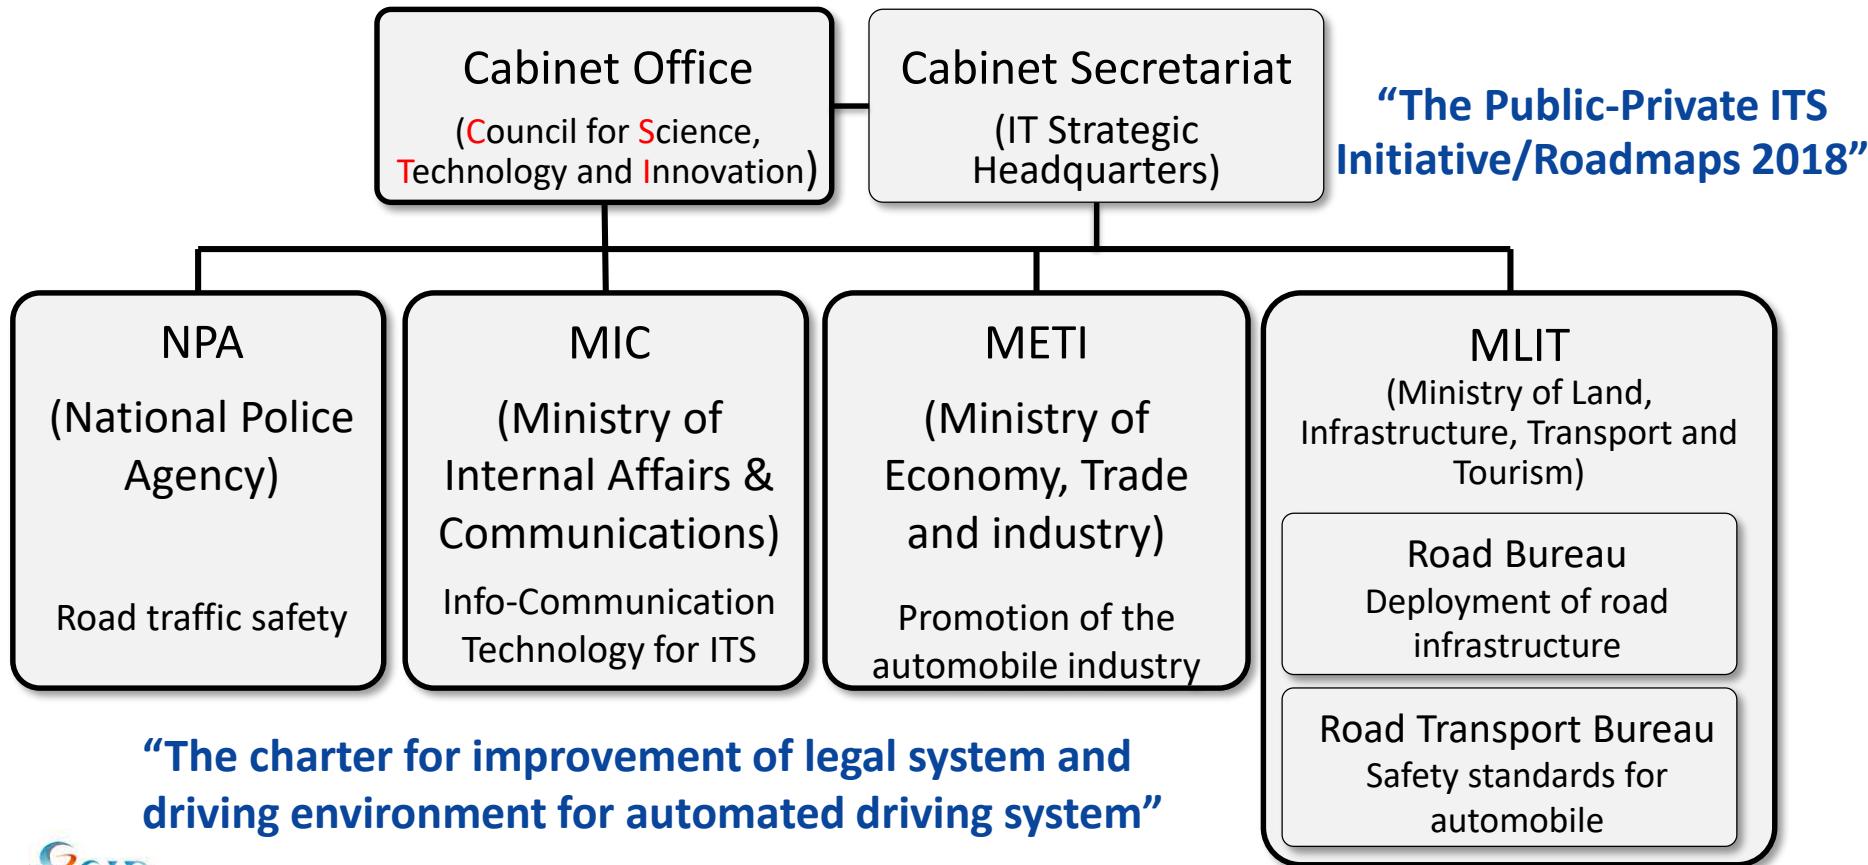 Cabinet Office
(Council for Science,
Technology and Innovation)
Cabinet Secretariat
(IT Strategic
Headquarters)
“The Public-Private ITS
Initiative/Roadmaps 2018”
NPA
(National Police
Agency)
Road traffic safety
MIC
(Ministry of
Internal Affairs &
Communications)
Info-Communication
Technology for ITS
METI
(Ministry of
Economy, Trade
and industry)
Promotion of the
automobile industry
MLIT
(Ministry of Land,
Infrastructure, Transport and
Tourism)
Road Bureau
Deployment of road
infrastructure
Road Transport Bureau
Safety standards for
automobile
“The charter for improvement of legal system and
driving environment for automated driving system”